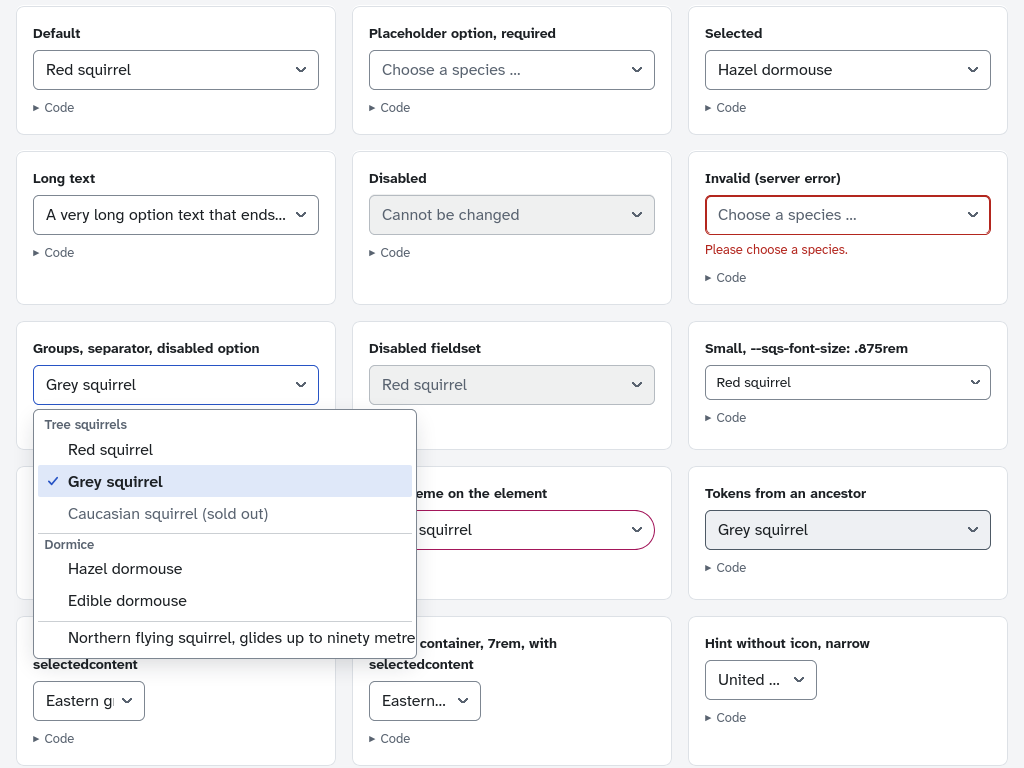 Default
Placeholder option, required
Selected
Red squirrel
Choose a species ...
Hazel dormouse
Code
Code
Code
Long text
Disabled
Invalid (server error)
A very long option text that ends...
Cannot be changed
Choose a species ...
Please choose a species.
Code
Code
Code
Groups, separator, disabled option
Disabled fieldset
Small, --sqs-font-size: .875rem
Grey squirrel
Red squirrel
Red squirrel
Code
Tree squirrels
Red squirrel
Grey squirrel
Caucasian squirrel (sold out)
Dormice
Hazel dormouse
Edible dormouse
Northern flying squirrel, glides up to ninety metre
on the element
Tokens from an ancestor
squirrel
Grey squirrel
Code
container, 7rem, with
selectedcontent
selectedcontent
Hint without icon, narrow
Eastern
Eastern...
United ...
Code
Code
Code